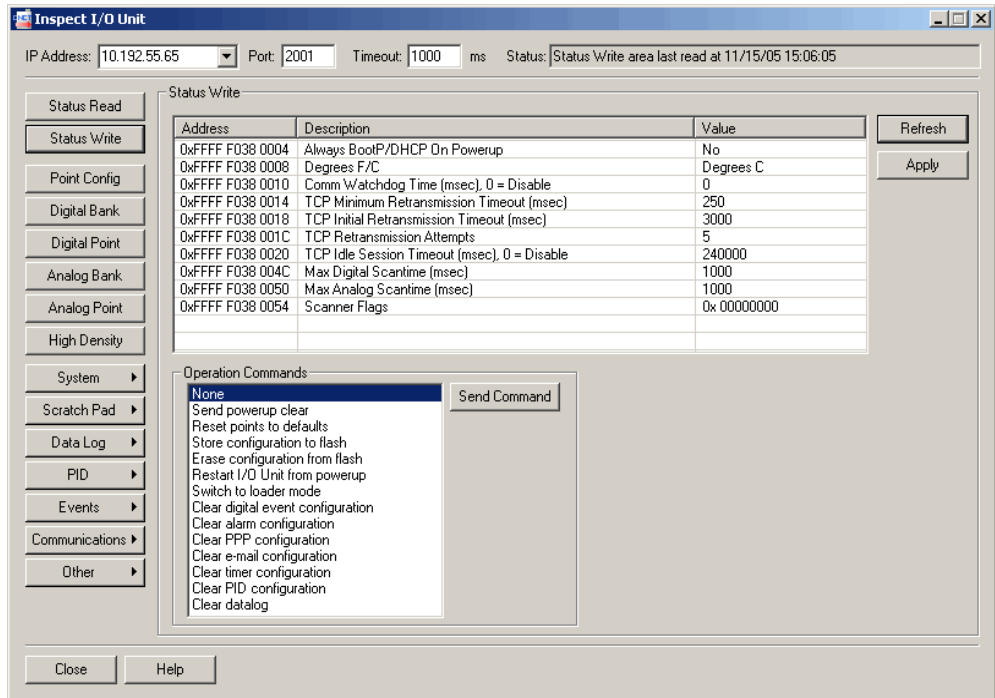 Inspect I/O Unit
IP Address: 10.192.55.65 Port: 2001 Timeout: 1000 ms Status: Status Write area last read at 11/15/05 15:06:05
Status Read
Status Write
Point Config
Digital Bank
Digital Point
Analog Bank
Analog Point
High Density
System
Scratch Pad
Data Log
PID
Events
Communications
Other
Status Write
Address Description Value
0xFFFF F038 0004 Always BootP/DHCP On Powerup No
0xFFFF F038 0008 Degrees F/C Degrees C
0xFFFF F038 0010 Comm Watchdog Time (msec), 0 = Disable 0
0xFFFF F038 0014 TCP Minimum Retransmission Timeout (msec) 250
0xFFFF F038 0018 TCP Initial Retransmission Timeout (msec) 3000
0xFFFF F038 001C TCP Retransmission Attempts 5
0xFFFF F038 0020 TCP Idle Session Timeout (msec), 0 = Disable 240000
0xFFFF F038 004C Max Digital Scantime (msec) 1000
0xFFFF F038 0050 Max Analog Scantime (msec) 1000
0xFFFF F038 0054 Scanner Flags 0x 00000000
Refresh
Apply
Operation Commands
None
Send powerup clear
Reset points to defaults
Store configuration to flash
Erase configuration from flash
Restart I/O Unit from powerup
Switch to loader mode
Clear digital event configuration
Clear alarm configuration
Clear PPP configuration
Clear e-mail configuration
Clear timer configuration
Clear PID configuration
Clear datalog
Send Command
Close Help